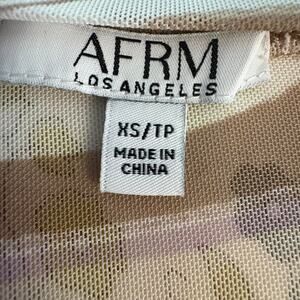 AFRM
LOS ANGELES
XS/TP
MADE IN
CHINA